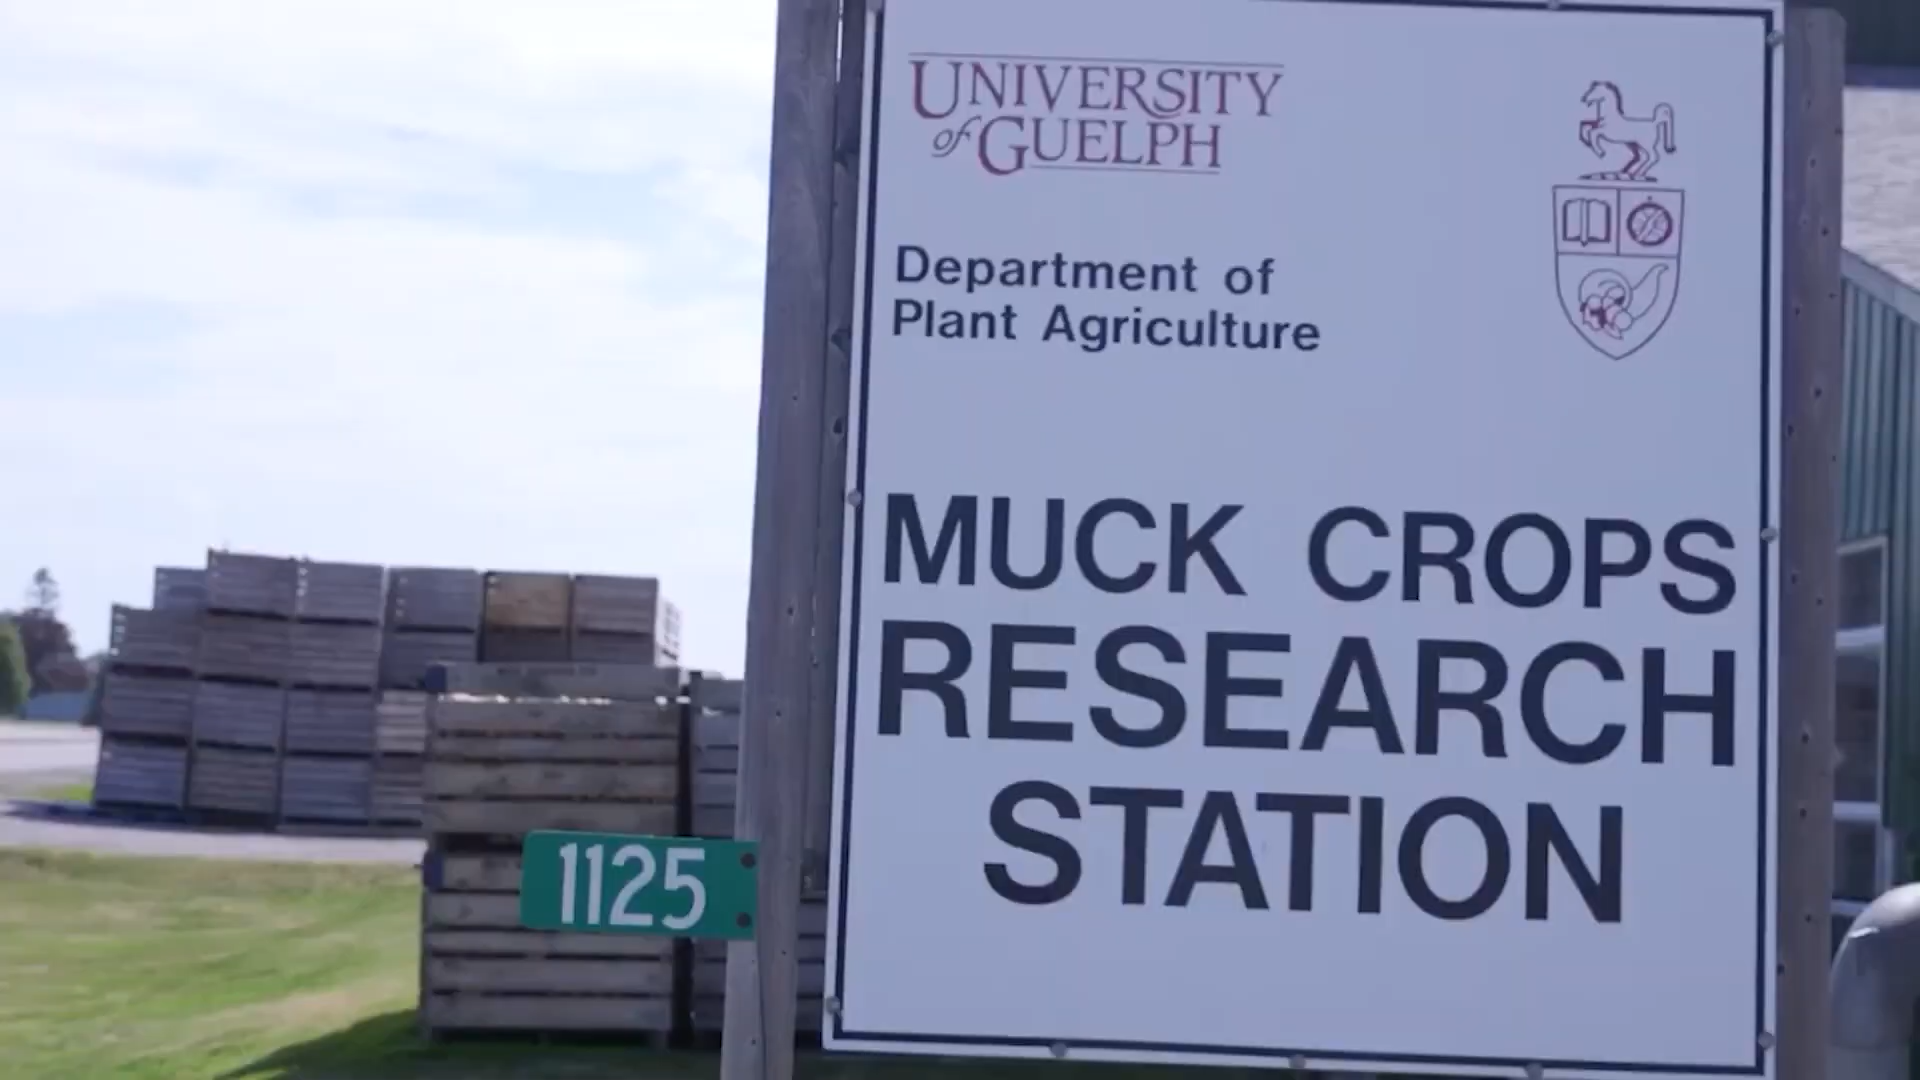 UNIVERSITY
of GUELPH
Department of
Plant Agriculture
MUCK CROPS
RESEARCH
STATION
1125